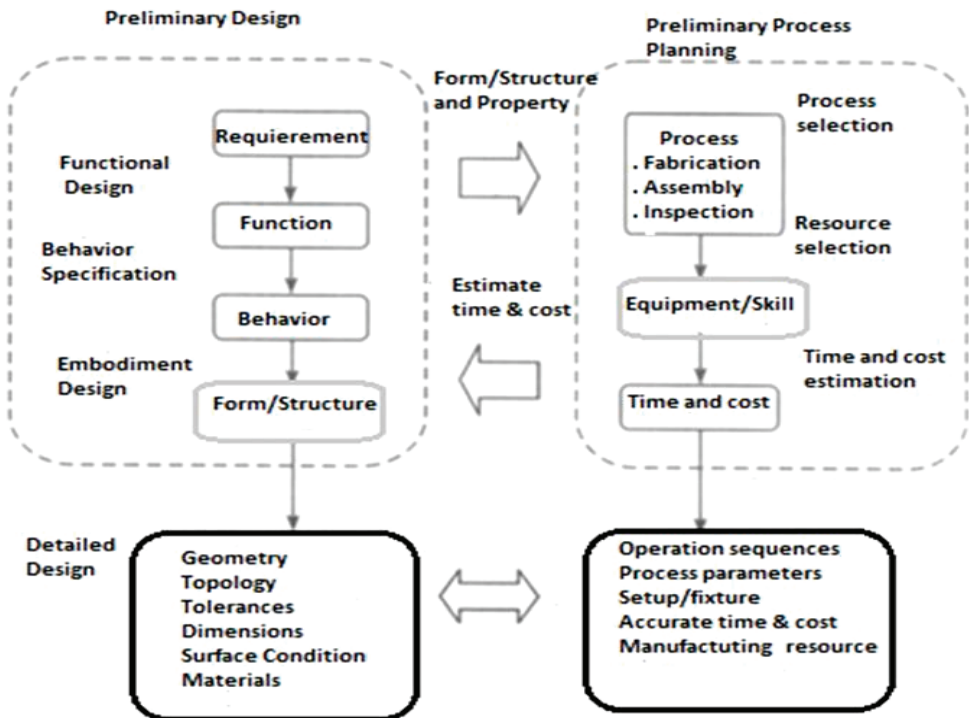 Preliminary Design
Preliminary Process
Planning
Form/Structure
and Property
Process
selection
Requierement
Process
. Fabrication
. Assembly
. Inspection
Functional
Design
Function
Resource
selection
Behavior
Specification
Estimate
time & cost
Behavior
Equipment/Skill
Embodiment
Design
Form/Structure
Time and cost
estimation
Time and cost
Detailed
Design
Geometry
Topology
Tolerances
Dimensions
Surface Condition
Materials
Operation sequences
Process parameters
Setup/fixture
Accurate time & cost
Manufactuting resource